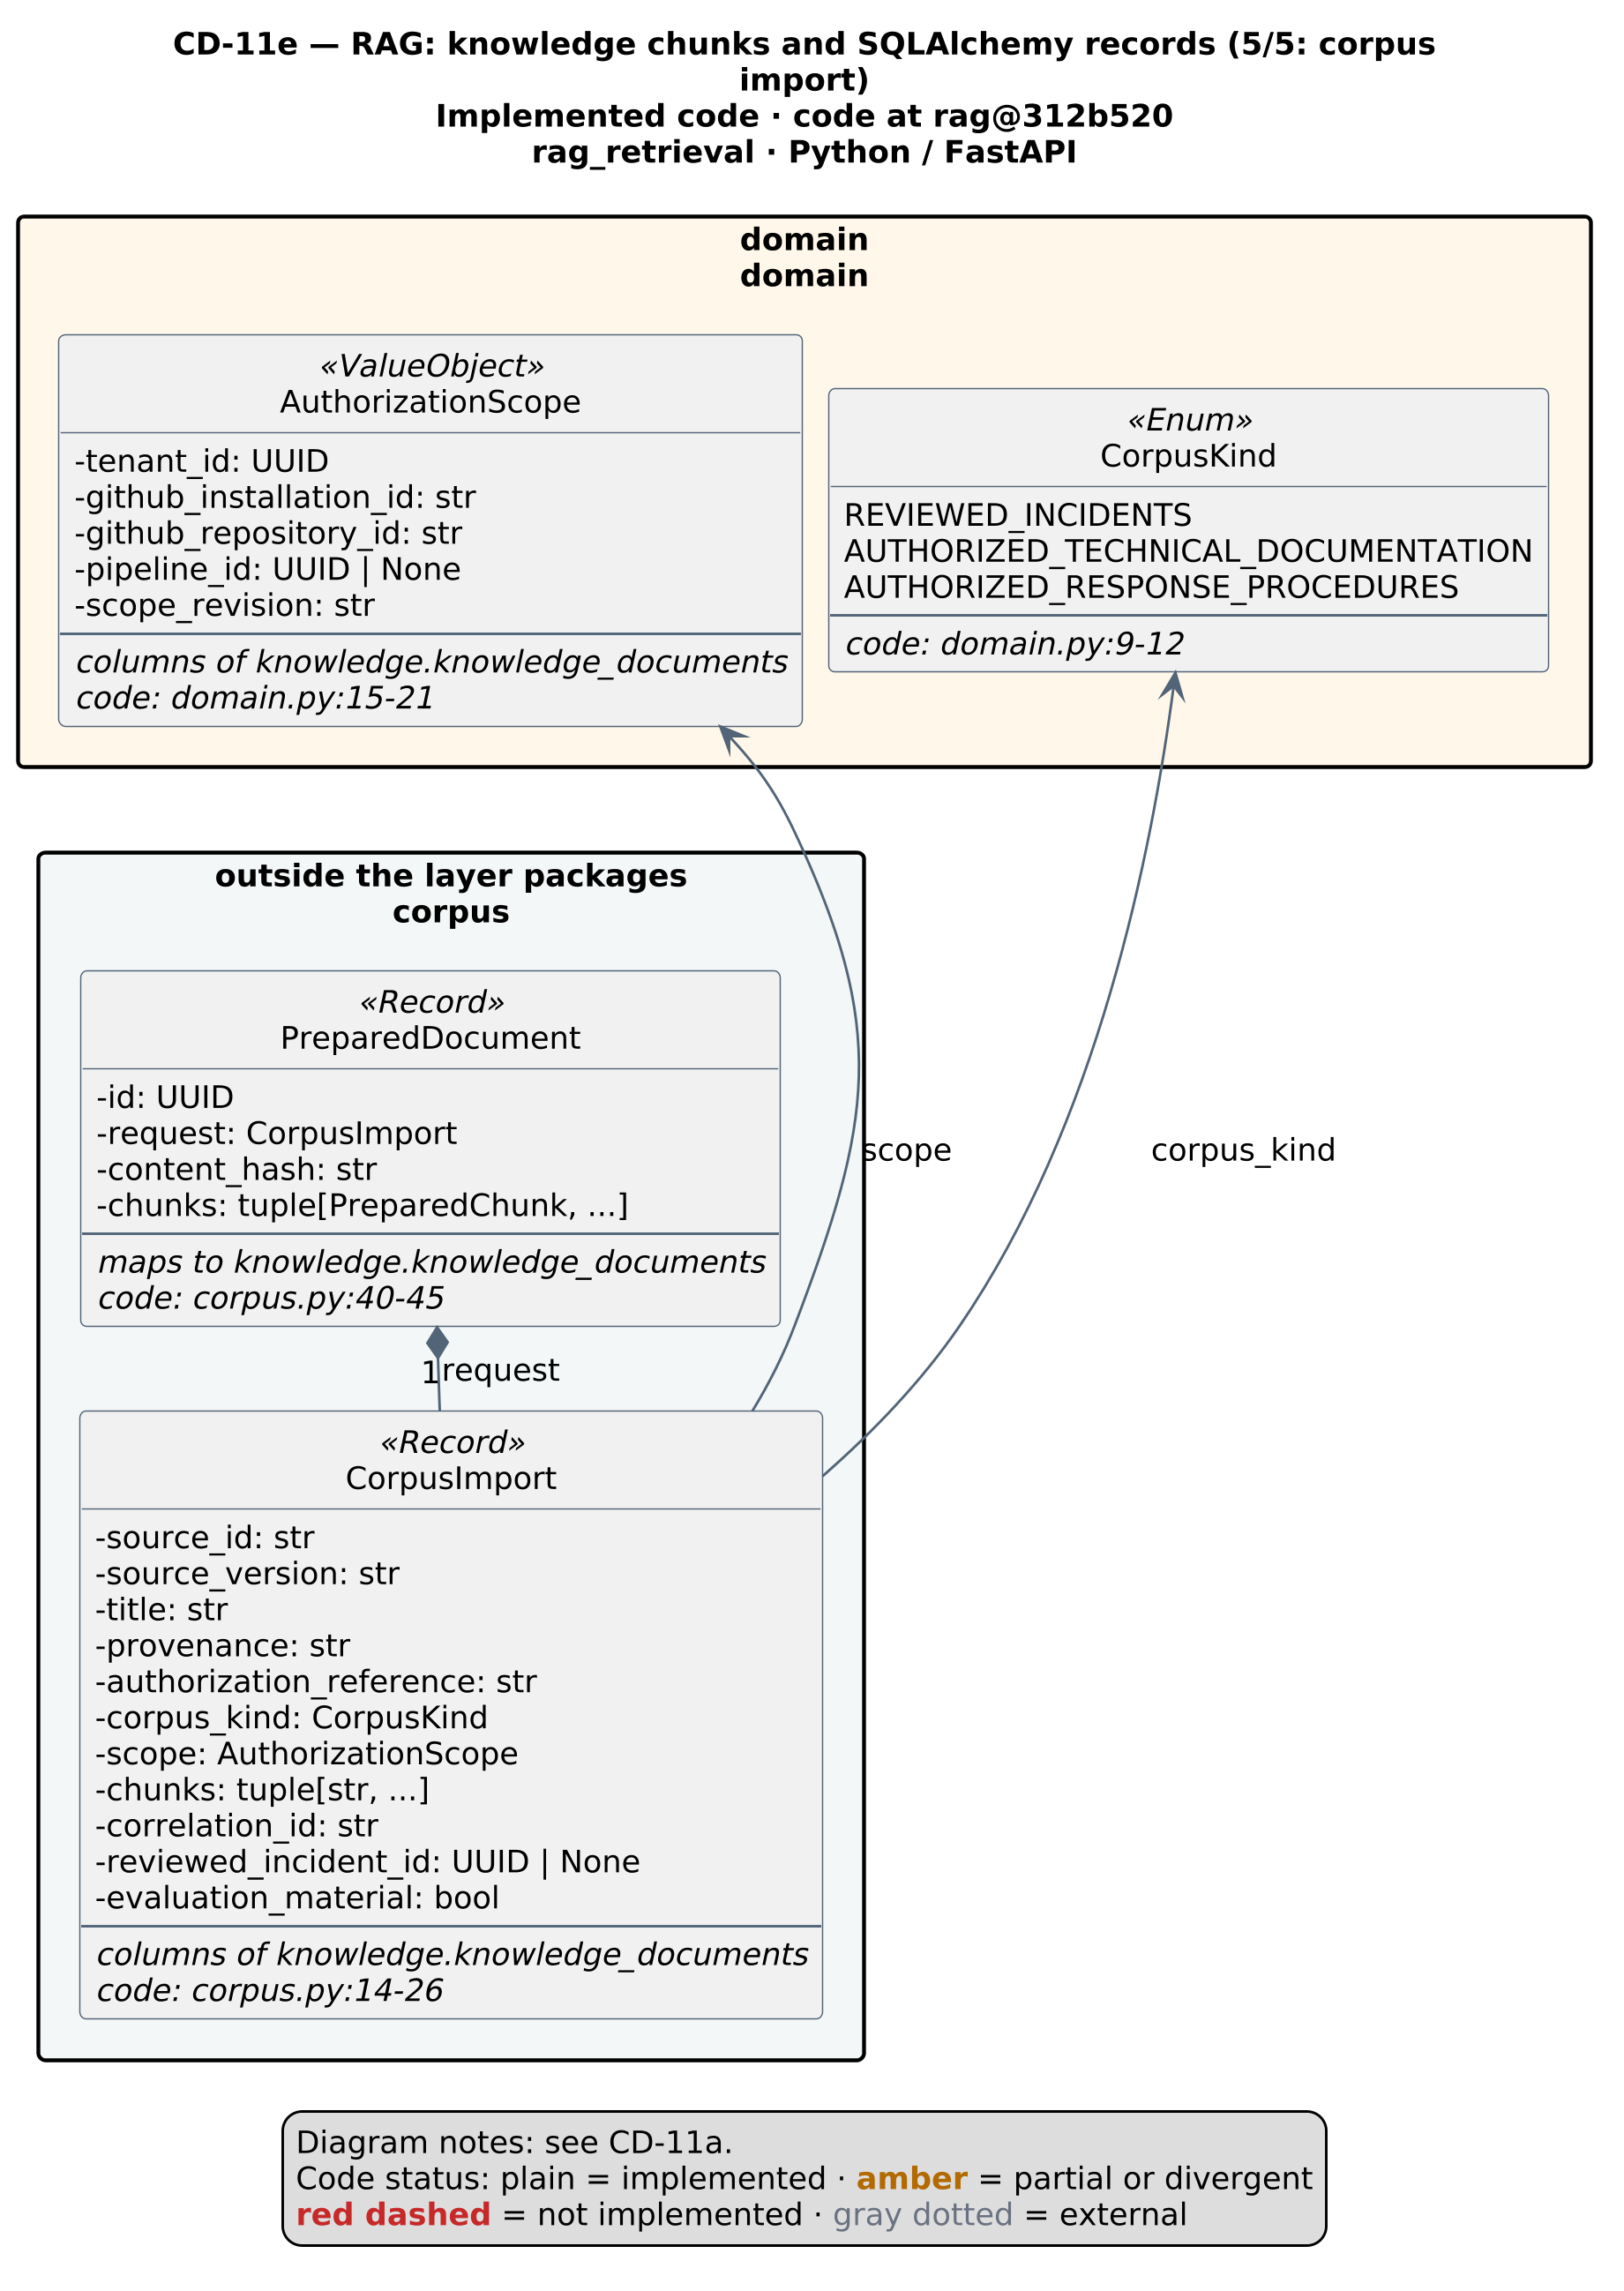 CD-11e — RAG: knowledge chunks and SQLAlchemy records (5/5: corpus
import)
Implemented code · code at rag@312b520
rag_retrieval · Python / FastAPI
domain
domain
«ValueObject»
AuthorizationScope
-tenant_id: UUID
-github_installation_id: str
-github_repository_id: str
-pipeline_id: UUID | None
-scope_revision: str
columns of knowledge.knowledge_documents
code: domain.py:15-21
«Enum»
CorpusKind
REVIEWED_INCIDENTS
AUTHORIZED_TECHNICAL_DOCUMENTATION
AUTHORIZED_RESPONSE_PROCEDURES
code: domain.py:9-12
outside the layer packages
corpus
«Record»
PreparedDocument
-id: UUID
-request: CorpusImport
-content_hash: str
-chunks: tuple[PreparedChunk, ...]
maps to knowledge.knowledge_documents
code: corpus.py:40-45
scope
corpus_kind
1
request
«Record»
CorpusImport
-source_id: str
-source_version: str
-title: str
-provenance: str
-authorization_reference: str
-corpus_kind: CorpusKind
-scope: AuthorizationScope
-chunks: tuple[str, ...]
-correlation_id: str
-reviewed_incident_id: UUID | None
-evaluation_material: bool
columns of knowledge.knowledge_documents
code: corpus.py:14-26
Diagram notes: see CD-11a.
Code status: plain = implemented · amber = partial or divergent
red dashed = not implemented · gray dotted = external